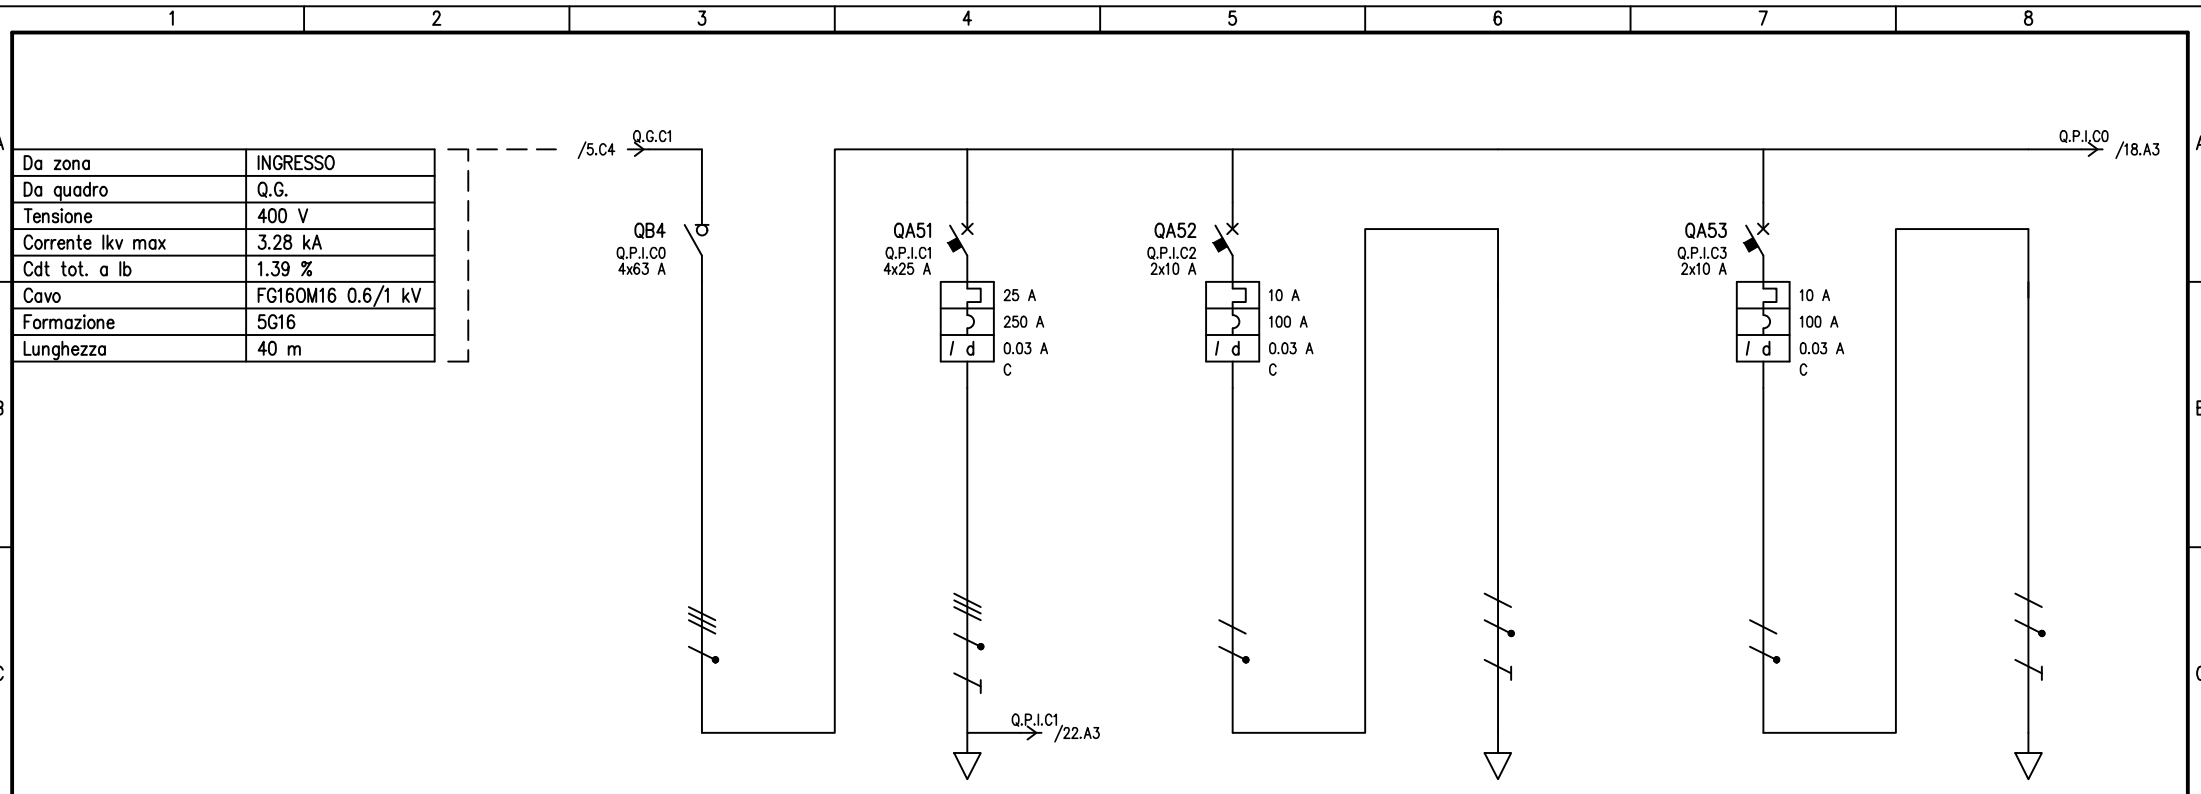 1 2 3 4 5 6 7 8
A A
Q.G.C1
/5.C4
Q.P.I.C0
/18.A3
Da zona INGRESSO
Da quadro Q.G.
Tensione 400 V
Corrente Ikv max 3.28 kA
Cdt tot. a Ib 1.39 %
Cavo FG16OM16 0.6/1 kV
Formazione 5G16
Lunghezza 40 m
QB4
Q.P.I.C0
4x63 A
QA51
Q.P.I.C1
4x25 A
25 A
250 A
I d 0.03 A
C
QA52
Q.P.I.C2
2x10 A
10 A
100 A
I d 0.03 A
C
QA53
Q.P.I.C3
2x10 A
10 A
100 A
I d 0.03 A
C
B B
C C
Q.P.I.C1
/22.A3